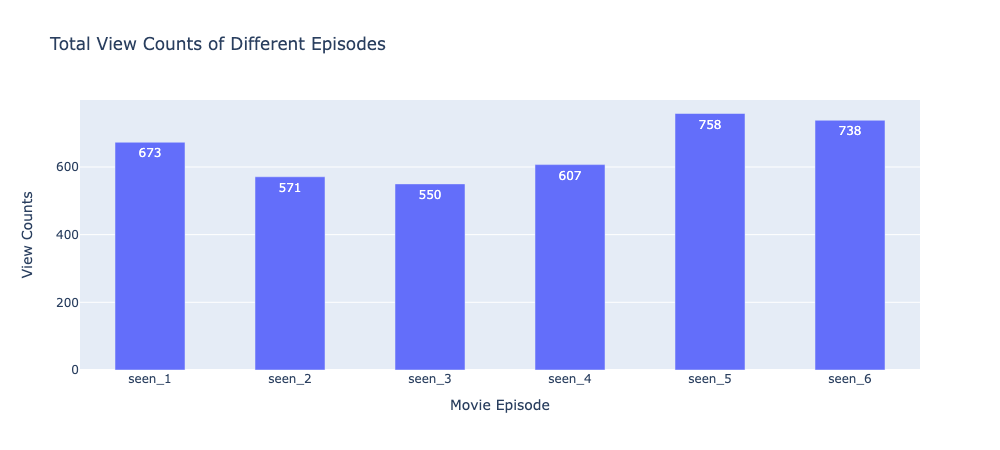 Total View Counts of Different Episodes
758
738
673
600
607
571
550
400
200
0
View Counts
seen_1 seen_2 seen_3 seen_4 seen_5 seen_6
Movie Episode